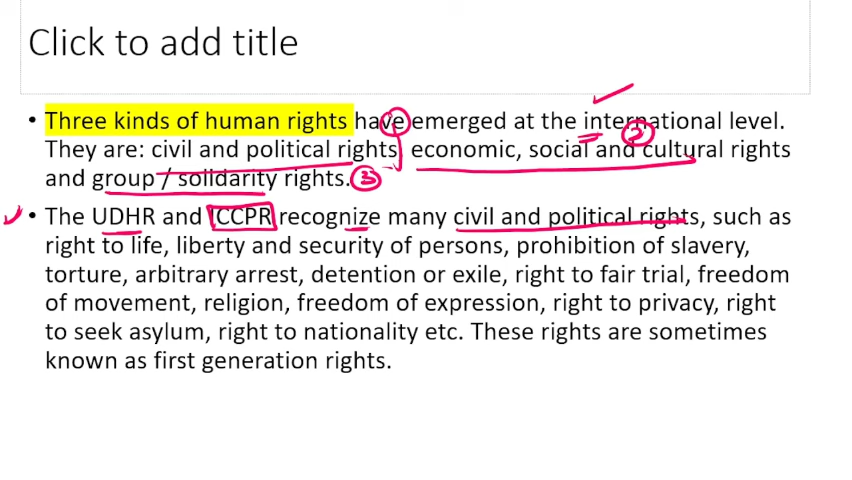 Click to add title
• Three kinds of human rights have emerged at the international level.
They are: civil and political rights, economic, social and cultural rights
and group / solidarity rights.
1
2
3
• The UDHR and ICCPR recognize many civil and political rights, such as
right to life, liberty and security of persons, prohibition of slavery,
torture, arbitrary arrest, detention or exile, right to fair trial, freedom
of movement, religion, freedom of expression, right to privacy, right
to seek asylum, right to nationality etc. These rights are sometimes
known as first generation rights.